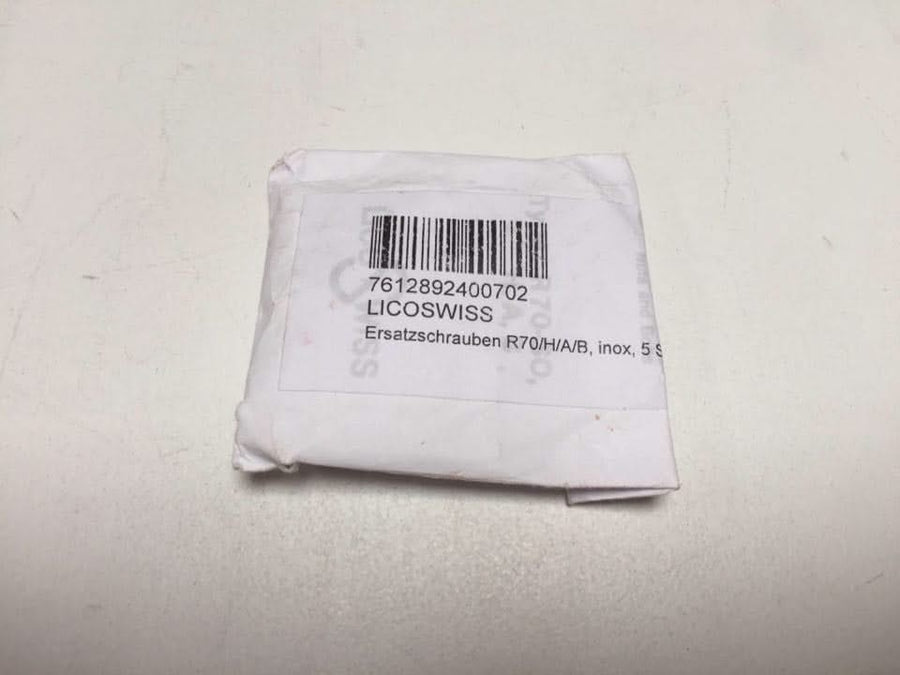 7612892400702
LICOSWISS
Ersatzschrauben R70/H/A/B, inox, 5 S